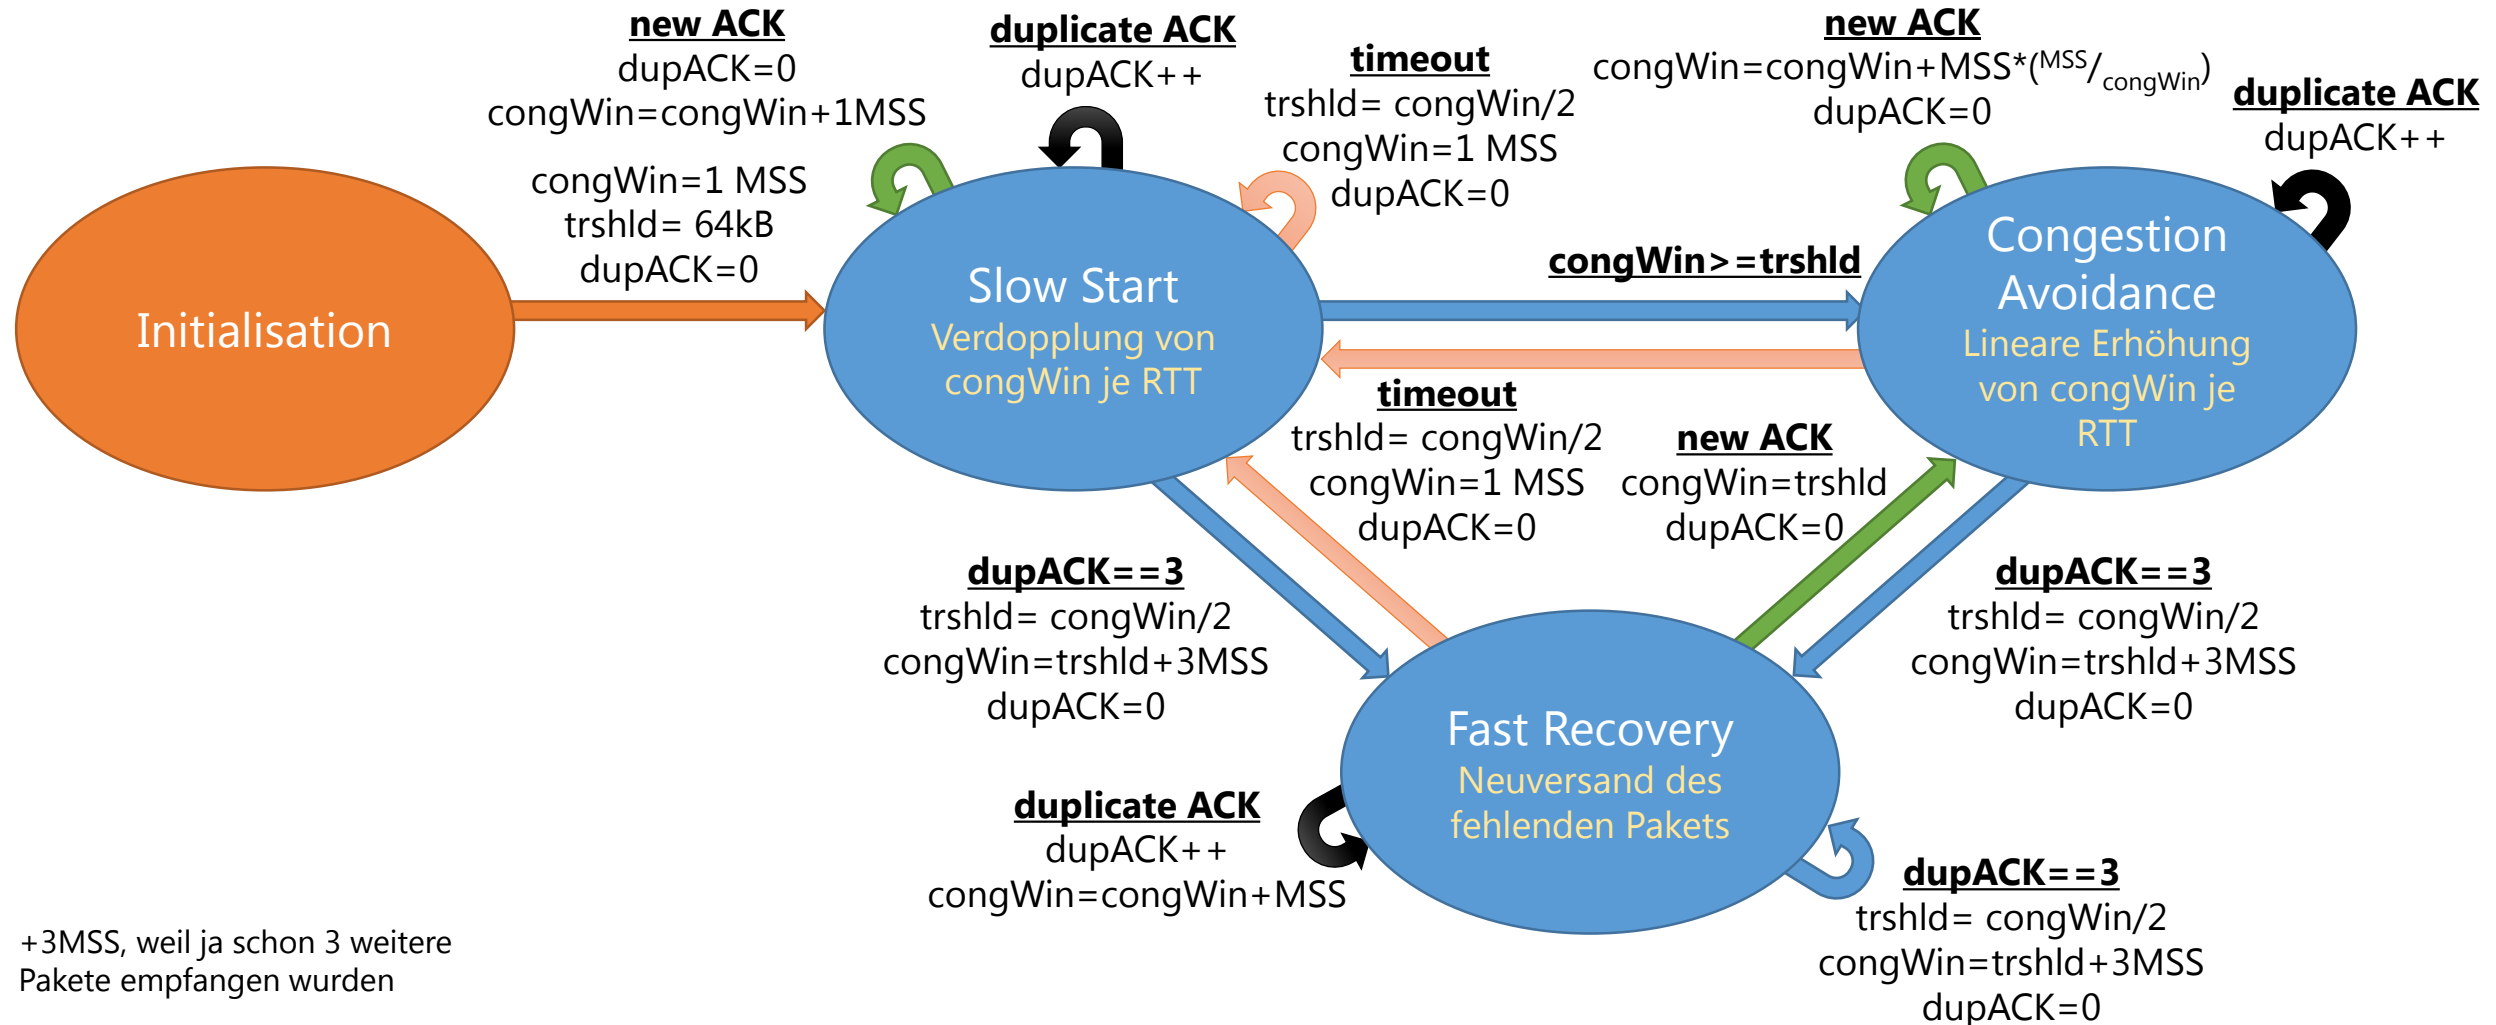 new ACK
dupACK=0
congWin=congWin+1MSS
duplicate ACK
dupACK++
timeout
trshld= congWin/2
congWin=1 MSS
dupACK=0
new ACK
congWin=congWin+MSS*(MSS/congWin)
dupACK=0
duplicate ACK
dupACK++
congWin=1 MSS
trshld= 64kB
dupACK=0
Initialisation
Slow Start
Verdopplung von
congWin je RTT
congWin>=trshld
Congestion
Avoidance
Lineare Erhöhung
von congWin je
RTT
timeout
trshld= congWin/2
congWin=1 MSS
dupACK=0
new ACK
congWin=trshld
dupACK=0
dupACK==3
trshld= congWin/2
congWin=trshld+3MSS
dupACK=0
dupACK==3
trshld= congWin/2
congWin=trshld+3MSS
dupACK=0
Fast Recovery
Neuversand des
fehlenden Pakets
duplicate ACK
dupACK++
congWin=congWin+MSS
dupACK==3
trshld= congWin/2
congWin=trshld+3MSS
dupACK=0
+3MSS, weil ja schon 3 weitere
Pakete empfangen wurden